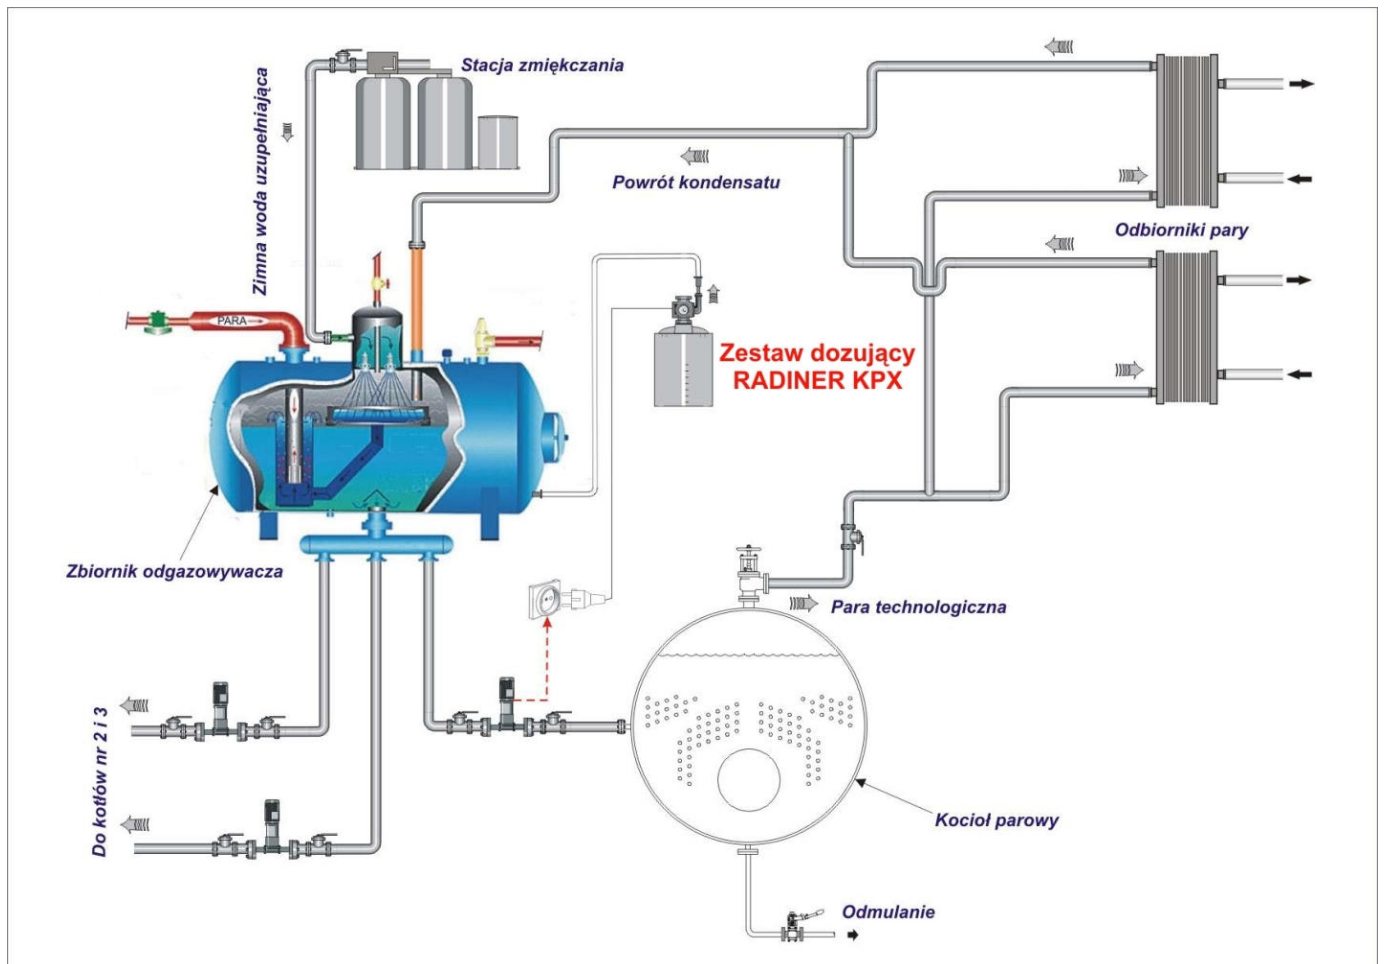 Stacja zmiękczania
Zimna woda uzupełniająca
Powrót kondensatu
Odbiorniki pary
PARA
Zestaw dozujący
RADINER KPX
Zbiornik odgazowywacza
Para technologiczna
Do kotłów nr 2 i 3
Kocioł parowy
Odmulanie